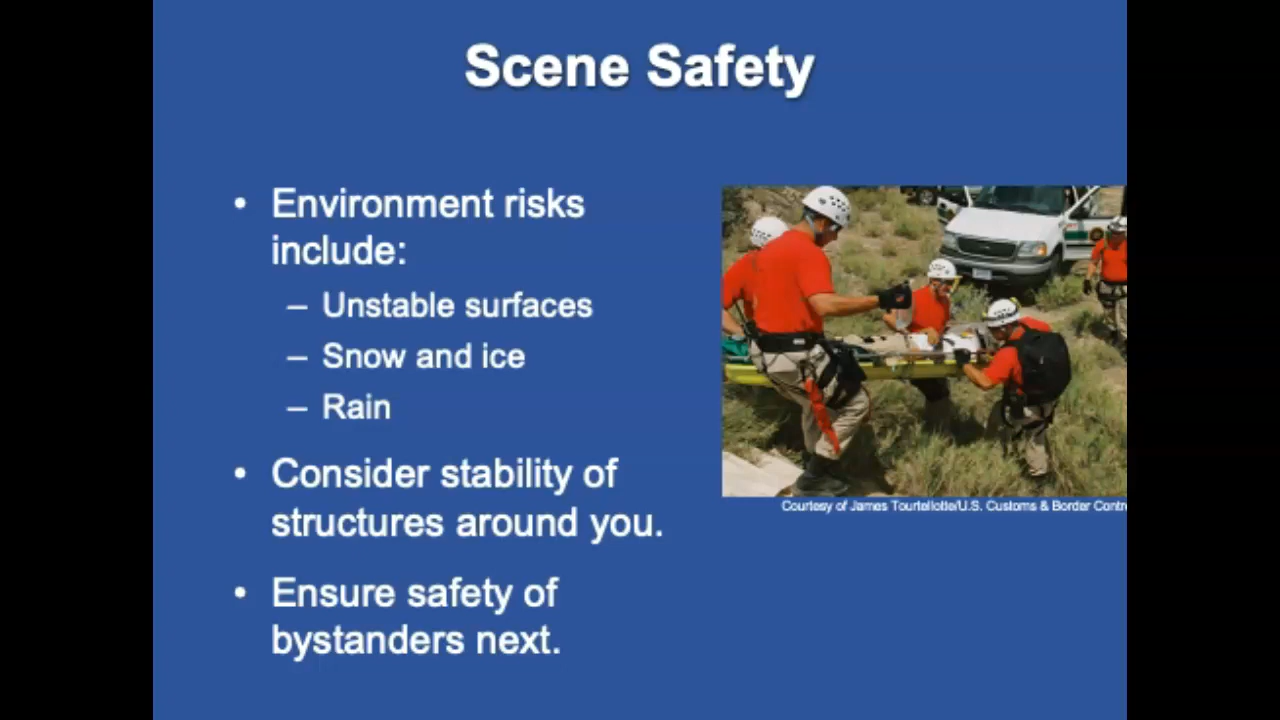 Scene Safety
• Environment risks
include:
– Unstable surfaces
– Snow and ice
– Rain
• Consider stability of
structures around you.
• Ensure safety of
bystanders next.
Courtesy of James Tourtellotte/U.S. Customs & Border Contr